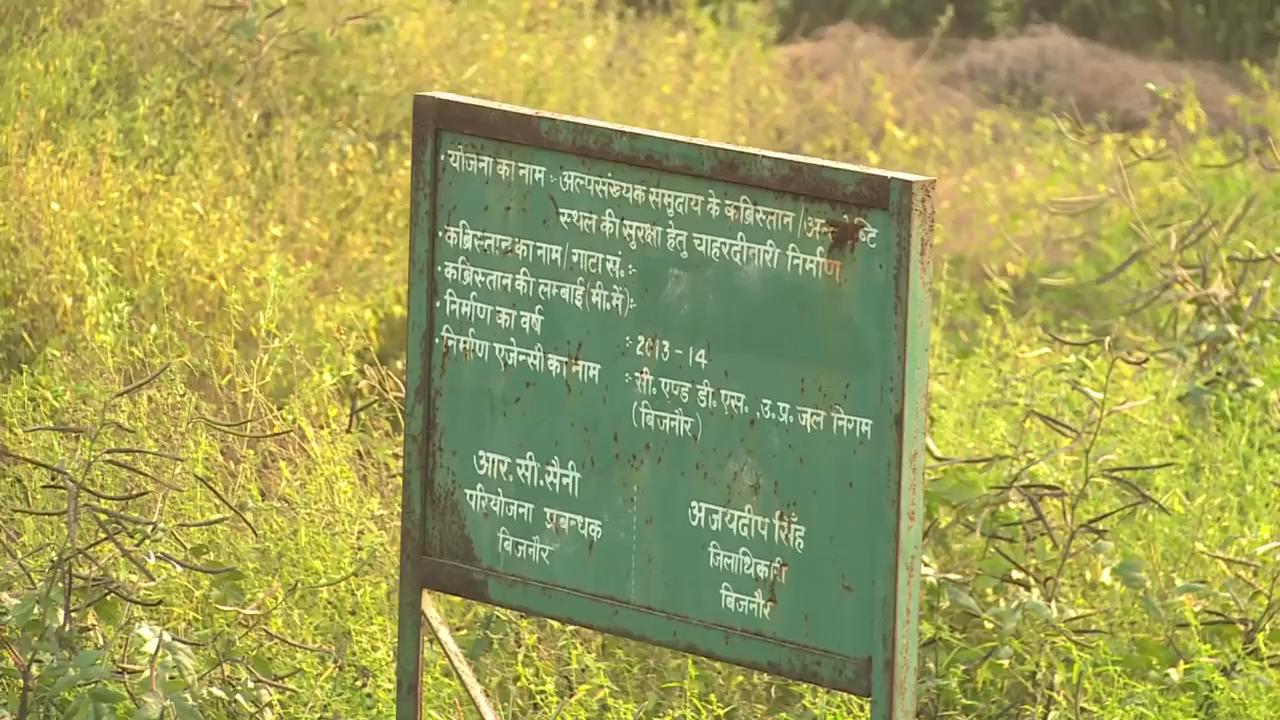 • योजना का नाम :- अल्पसंख्यक समुदाय के कब्रिस्तान / अन्त्येष्टि
स्थल की सुरक्षा हेतु चाहरदीवारी निर्माण
• कब्रिस्तान का नाम / गाटा सं. :-
• कब्रिस्तान की लम्बाई (मी. में) :-
• निर्माण का वर्ष :- 2013 - 14
• निर्माण एजेन्सी का नाम :- सी. एण्ड डी. एस. , उ. प्र. जल निगम
(बिजनौर)
आर. सी. सैनी
परियोजना प्रबन्धक
बिजनौर
अजयदीप सिँह
जिलाधिकारी
बिजनौर